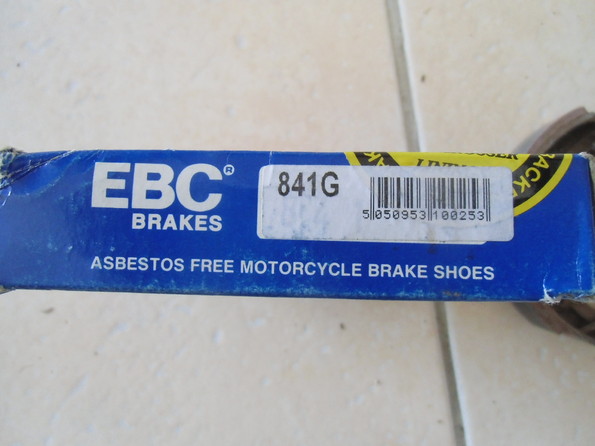 EBC®
BRAKES
841G
5 050953 100253
ASBESTOS FREE MOTORCYCLE BRAKE SHOES